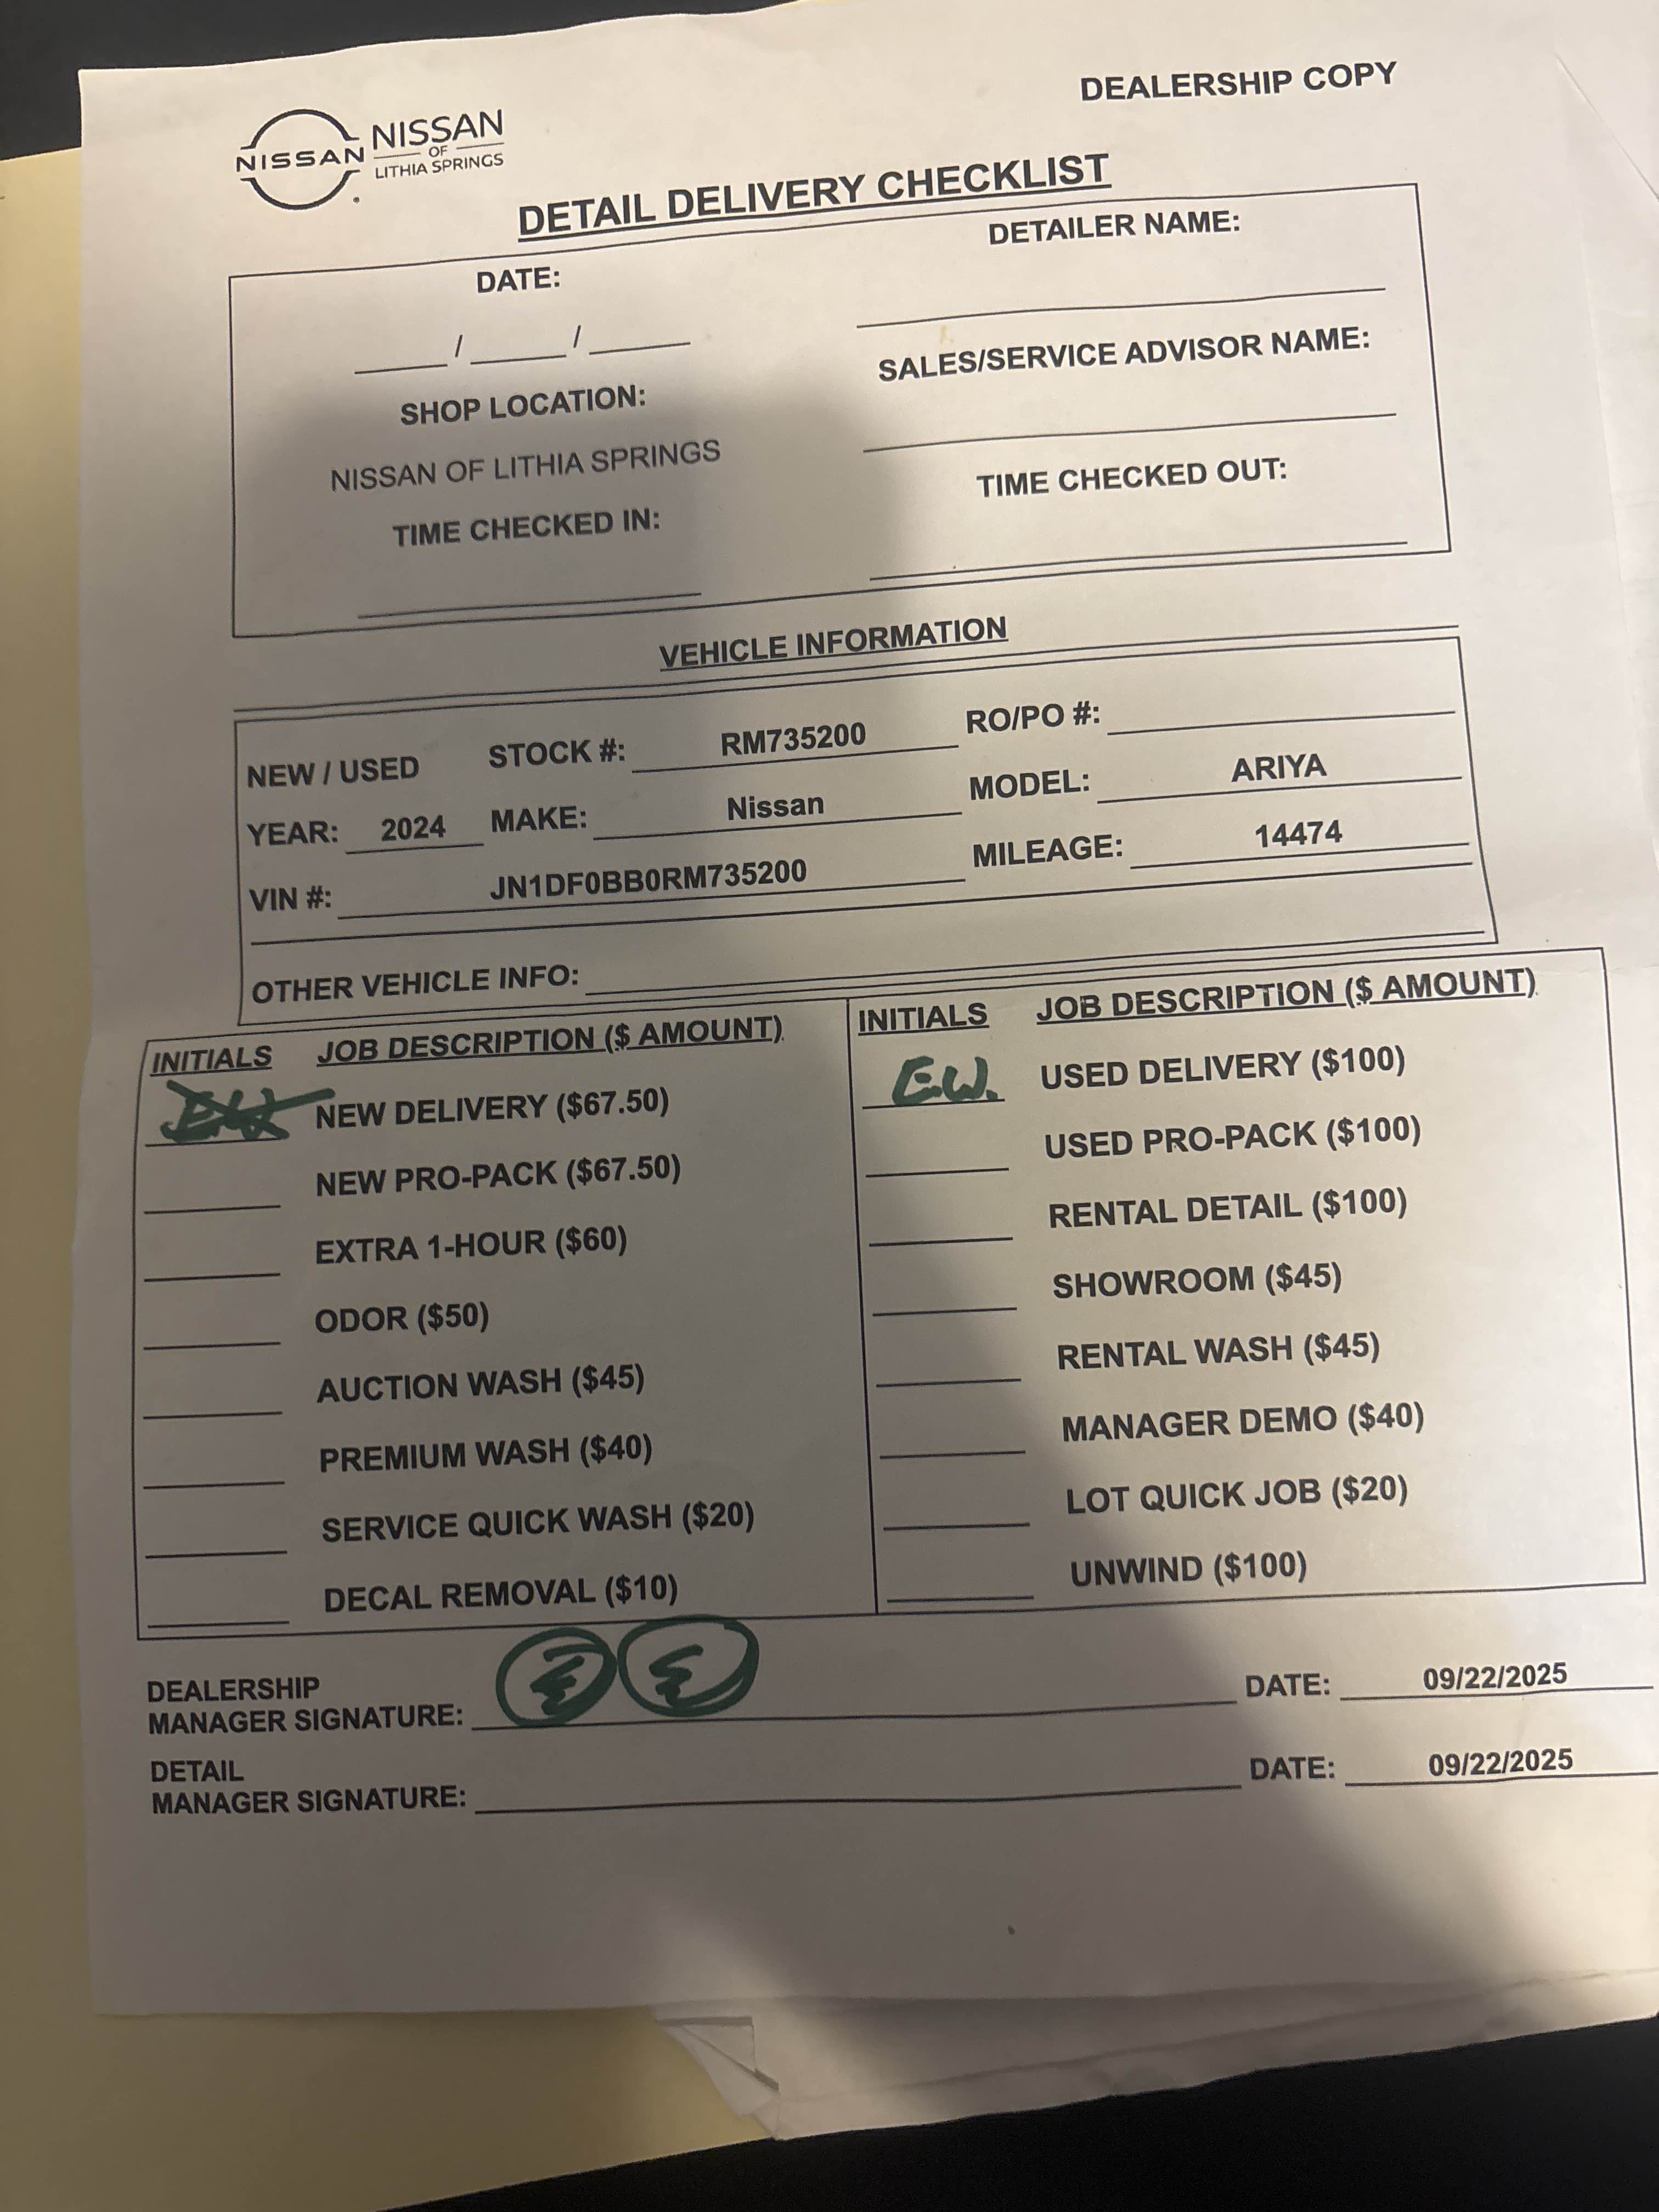 DEALERSHIP COPY
NISSAN NISSAN
OF
LITHIA SPRINGS
DETAIL DELIVERY CHECKLIST
DATE: DETAILER NAME:
____ / ____ / ____
SALES/SERVICE ADVISOR NAME:
SHOP LOCATION:
NISSAN OF LITHIA SPRINGS
TIME CHECKED IN: TIME CHECKED OUT:
VEHICLE INFORMATION
NEW / USED STOCK #: RM735200 RO/PO #:
YEAR: 2024 MAKE: Nissan MODEL: ARIYA
VIN #: JN1DF0BB0RM735200 MILEAGE: 14474
OTHER VEHICLE INFO:
INITIALS JOB DESCRIPTION ($ AMOUNT)
NEW DELIVERY ($67.50)
NEW PRO-PACK ($67.50)
EXTRA 1-HOUR ($60)
ODOR ($50)
AUCTION WASH ($45)
PREMIUM WASH ($40)
SERVICE QUICK WASH ($20)
DECAL REMOVAL ($10)
INITIALS JOB DESCRIPTION ($ AMOUNT)
E.W. USED DELIVERY ($100)
USED PRO-PACK ($100)
RENTAL DETAIL ($100)
SHOWROOM ($45)
RENTAL WASH ($45)
MANAGER DEMO ($40)
LOT QUICK JOB ($20)
UNWIND ($100)
DEALERSHIP
MANAGER SIGNATURE: DATE: 09/22/2025
DETAIL
MANAGER SIGNATURE: DATE: 09/22/2025